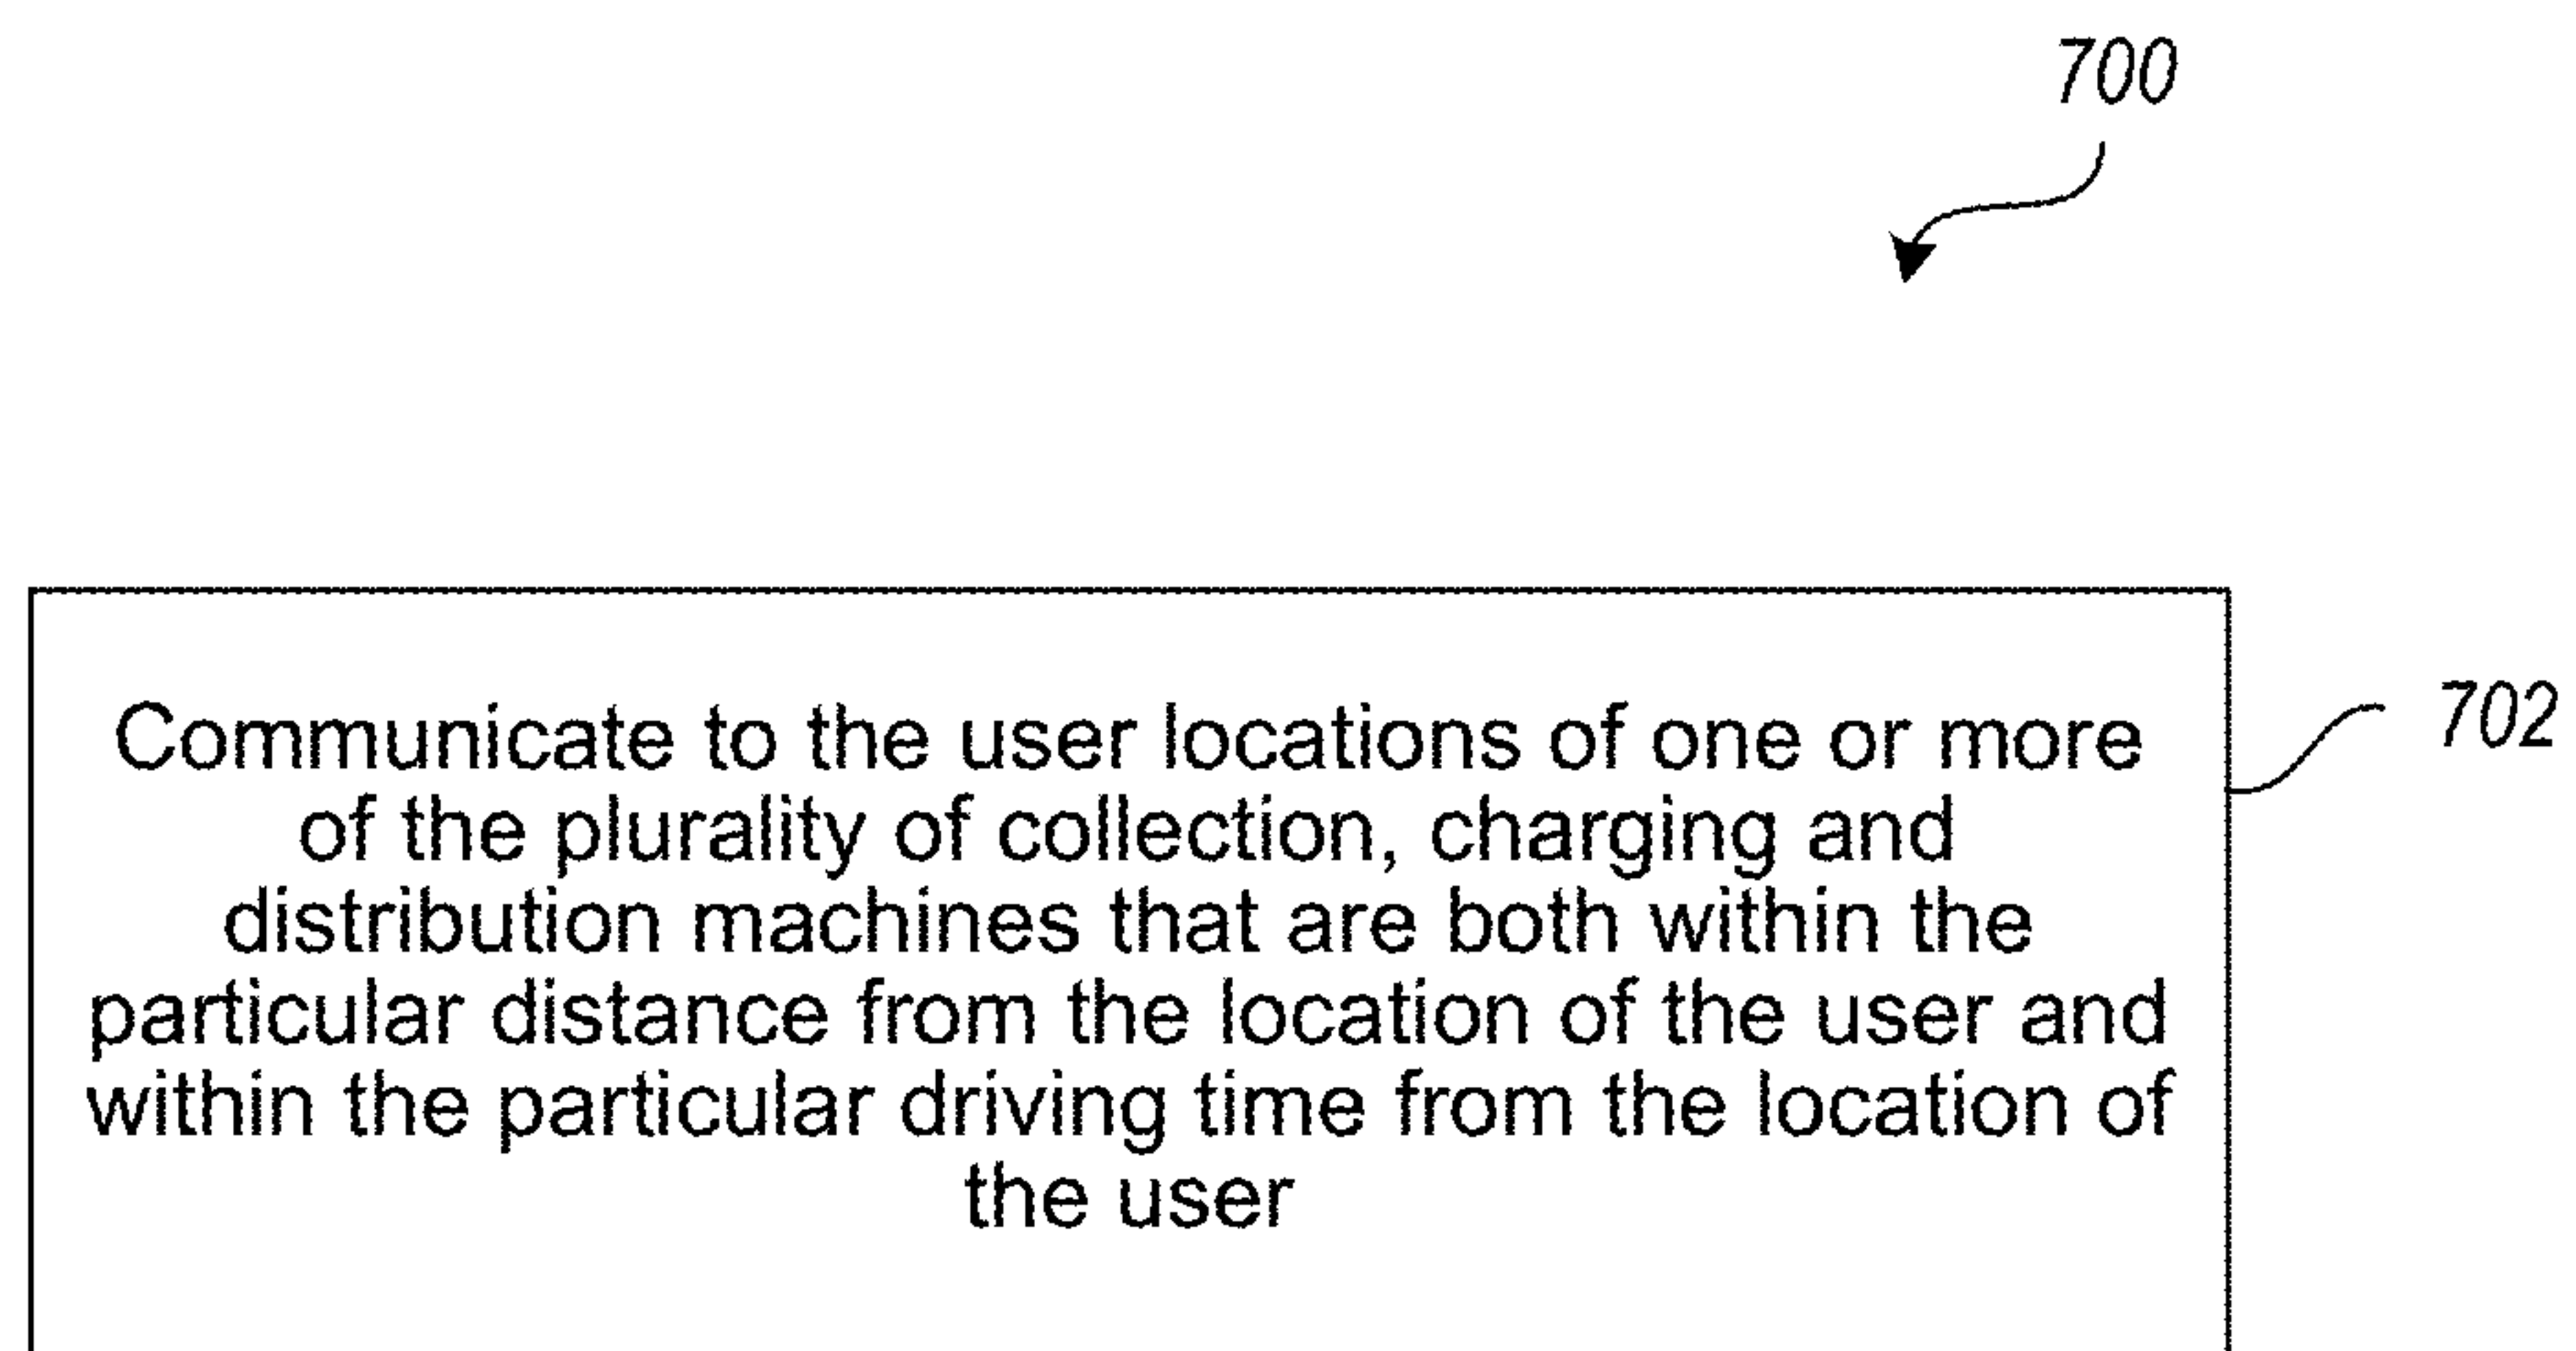 700
Communicate to the user locations of one or more
of the plurality of collection, charging and
distribution machines that are both within the
particular distance from the location of the user and
within the particular driving time from the location of
the user
702